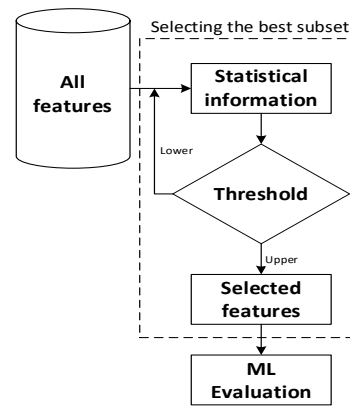 Selecting the best subset
All
features
Statistical
information
Lower
Threshold
Upper
Selected
features
ML
Evaluation